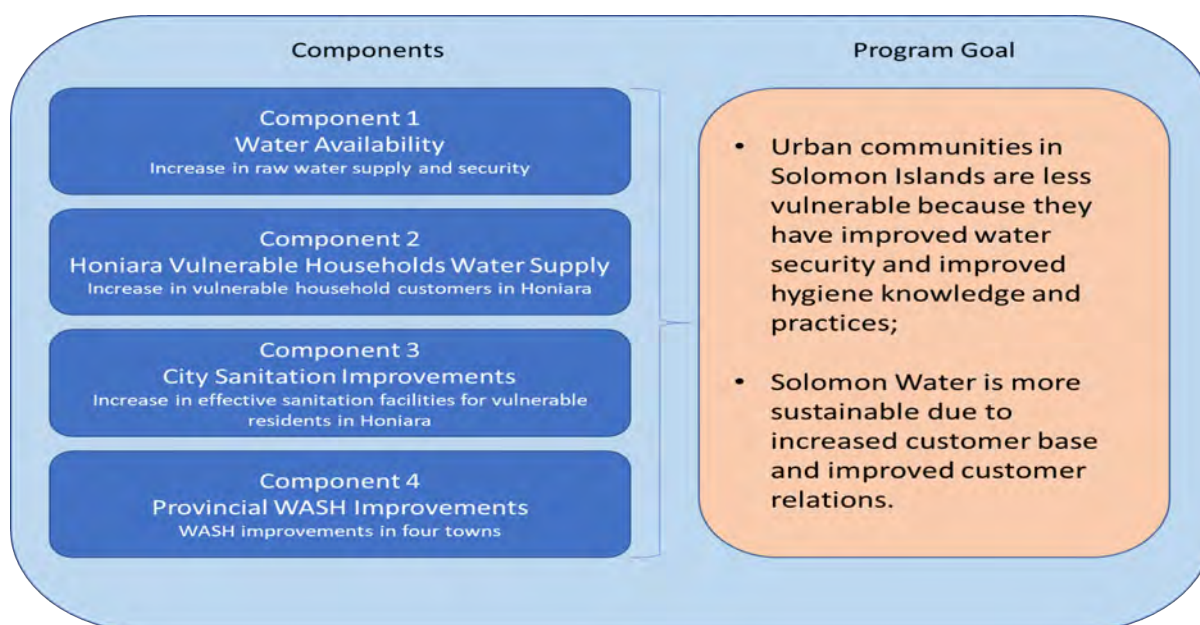 Components
Component 1
Water Availability
Increase in raw water supply and security
Component 2
Honiara Vulnerable Households Water Supply
Increase in vulnerable household customers in Honiara
Component 3
City Sanitation Improvements
Increase in effective sanitation facilities for vulnerable
residents in Honiara
Component 4
Provincial WASH Improvements
WASH improvements in four towns
Program Goal
• Urban communities in
Solomon Islands are less
vulnerable because they
have improved water
security and improved
hygiene knowledge and
practices;
• Solomon Water is more
sustainable due to
increased customer base
and improved customer
relations.